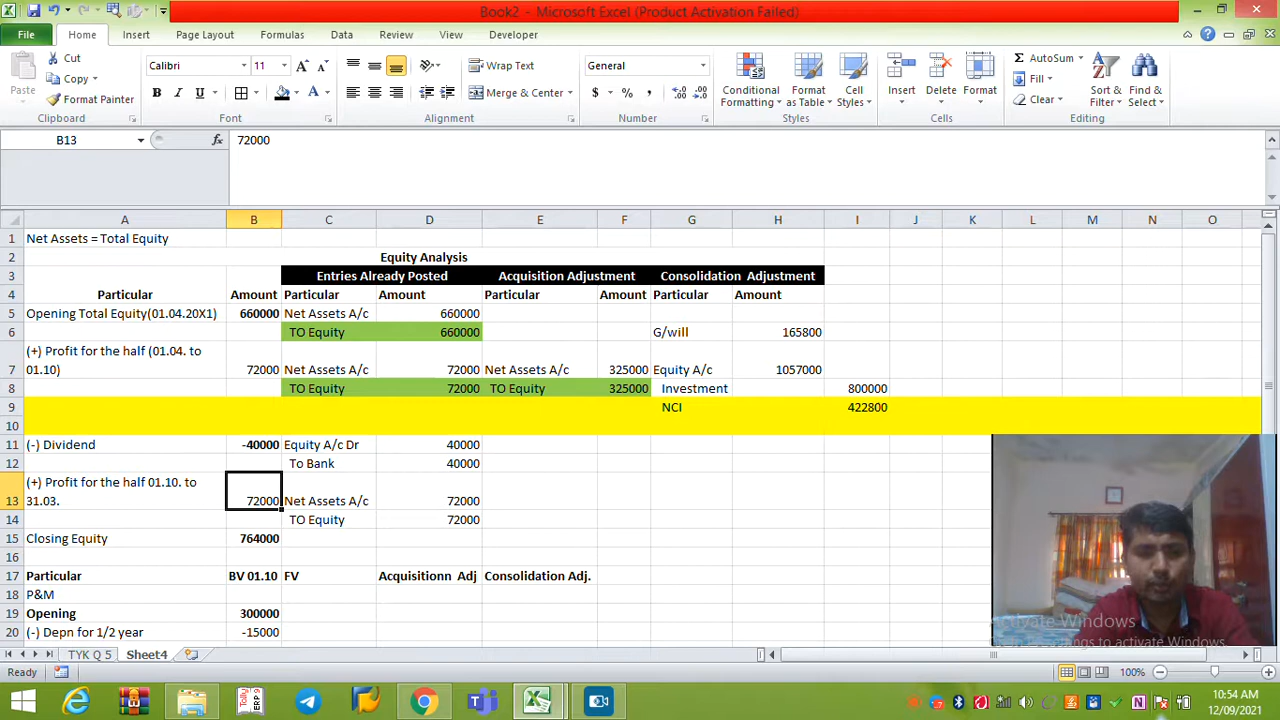 Book2 - Microsoft Excel (Product Activation Failed)
File Home Insert Page Layout Formulas Data Review View Developer
Cut
Copy
Format Painter
Paste
Clipboard
Calibri 11
B I U
Font
Wrap Text
Merge & Center
Alignment
General
$ % ,
Number
Conditional Formatting
Format as Table
Cell Styles
Styles
Insert Delete Format
Cells
AutoSum
Fill
Clear
Sort & Filter
Find & Select
Editing
B13 fx 72000
A B C D E F G H I J K L M N O
1 Net Assets = Total Equity
2 Equity Analysis
3 Entries Already Posted Acquisition Adjustment Consolidation Adjustment
4 Particular Amount Particular Amount Particular Amount Particular Amount
5 Opening Total Equity(01.04.20X1) 660000 Net Assets A/c 660000
6 TO Equity 660000 G/will 165800
(+) Profit for the half (01.04. to
7 01.10) 72000 Net Assets A/c 72000 Net Assets A/c 325000 Equity A/c 1057000
8 TO Equity 72000 TO Equity 325000 Investment 800000
9 NCI 422800
10
11 (-) Dividend -40000 Equity A/c Dr 40000
12 To Bank 40000
(+) Profit for the half 01.10. to
13 31.03. 72000 Net Assets A/c 72000
14 TO Equity 72000
15 Closing Equity 764000
16
17 Particular BV 01.10 FV Acquisitionn Adj Consolidation Adj.
18 P&M
19 Opening 300000
20 (-) Depn for 1/2 year -15000
Activate Windows
TYK Q 5 Sheet4
Ready 100%
10:54 AM
12/09/2021